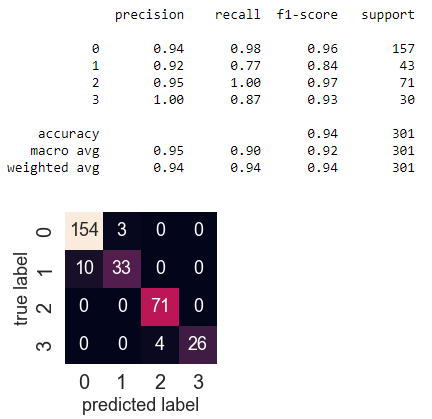 precision recall f1-score support
0 0.94 0.98 0.96 157
1 0.92 0.77 0.84 43
2 0.95 1.00 0.97 71
3 1.00 0.87 0.93 30
accuracy 0.94 301
macro avg 0.95 0.90 0.92 301
weighted avg 0.94 0.94 0.94 301
true label
0 154 3 0 0
1 10 33 0 0
2 0 0 71 0
3 0 0 4 26
0 1 2 3
predicted label